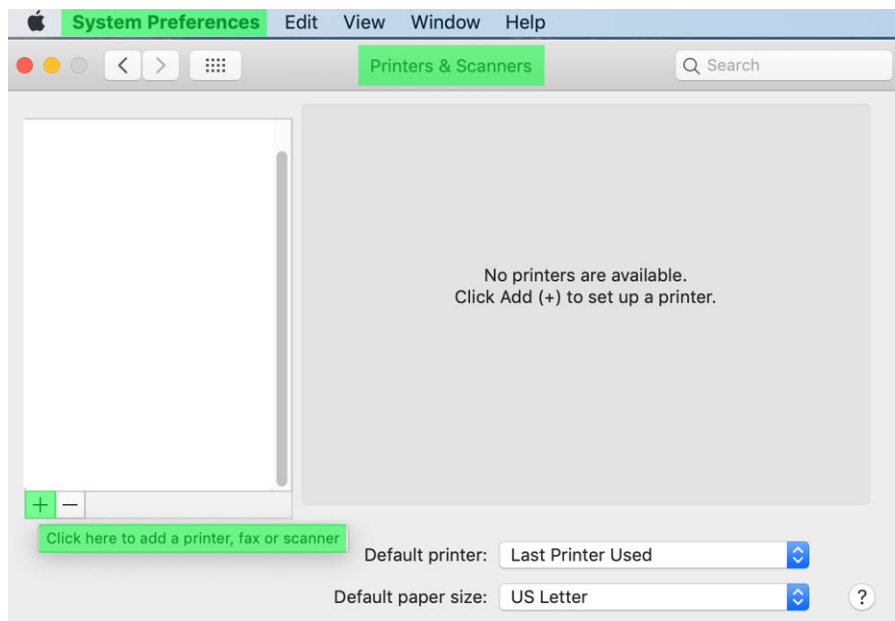 System Preferences Edit View Window Help
Printers & Scanners
Search
No printers are available.
Click Add (+) to set up a printer.
+ −
Click here to add a printer, fax or scanner
Default printer: Last Printer Used
Default paper size: US Letter
?